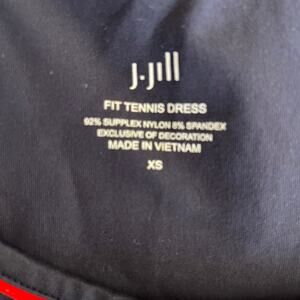 J.Jill
FIT TENNIS DRESS
92% SUPPLEX NYLON 8% SPANDEX
EXCLUSIVE OF DECORATION
MADE IN VIETNAM
XS